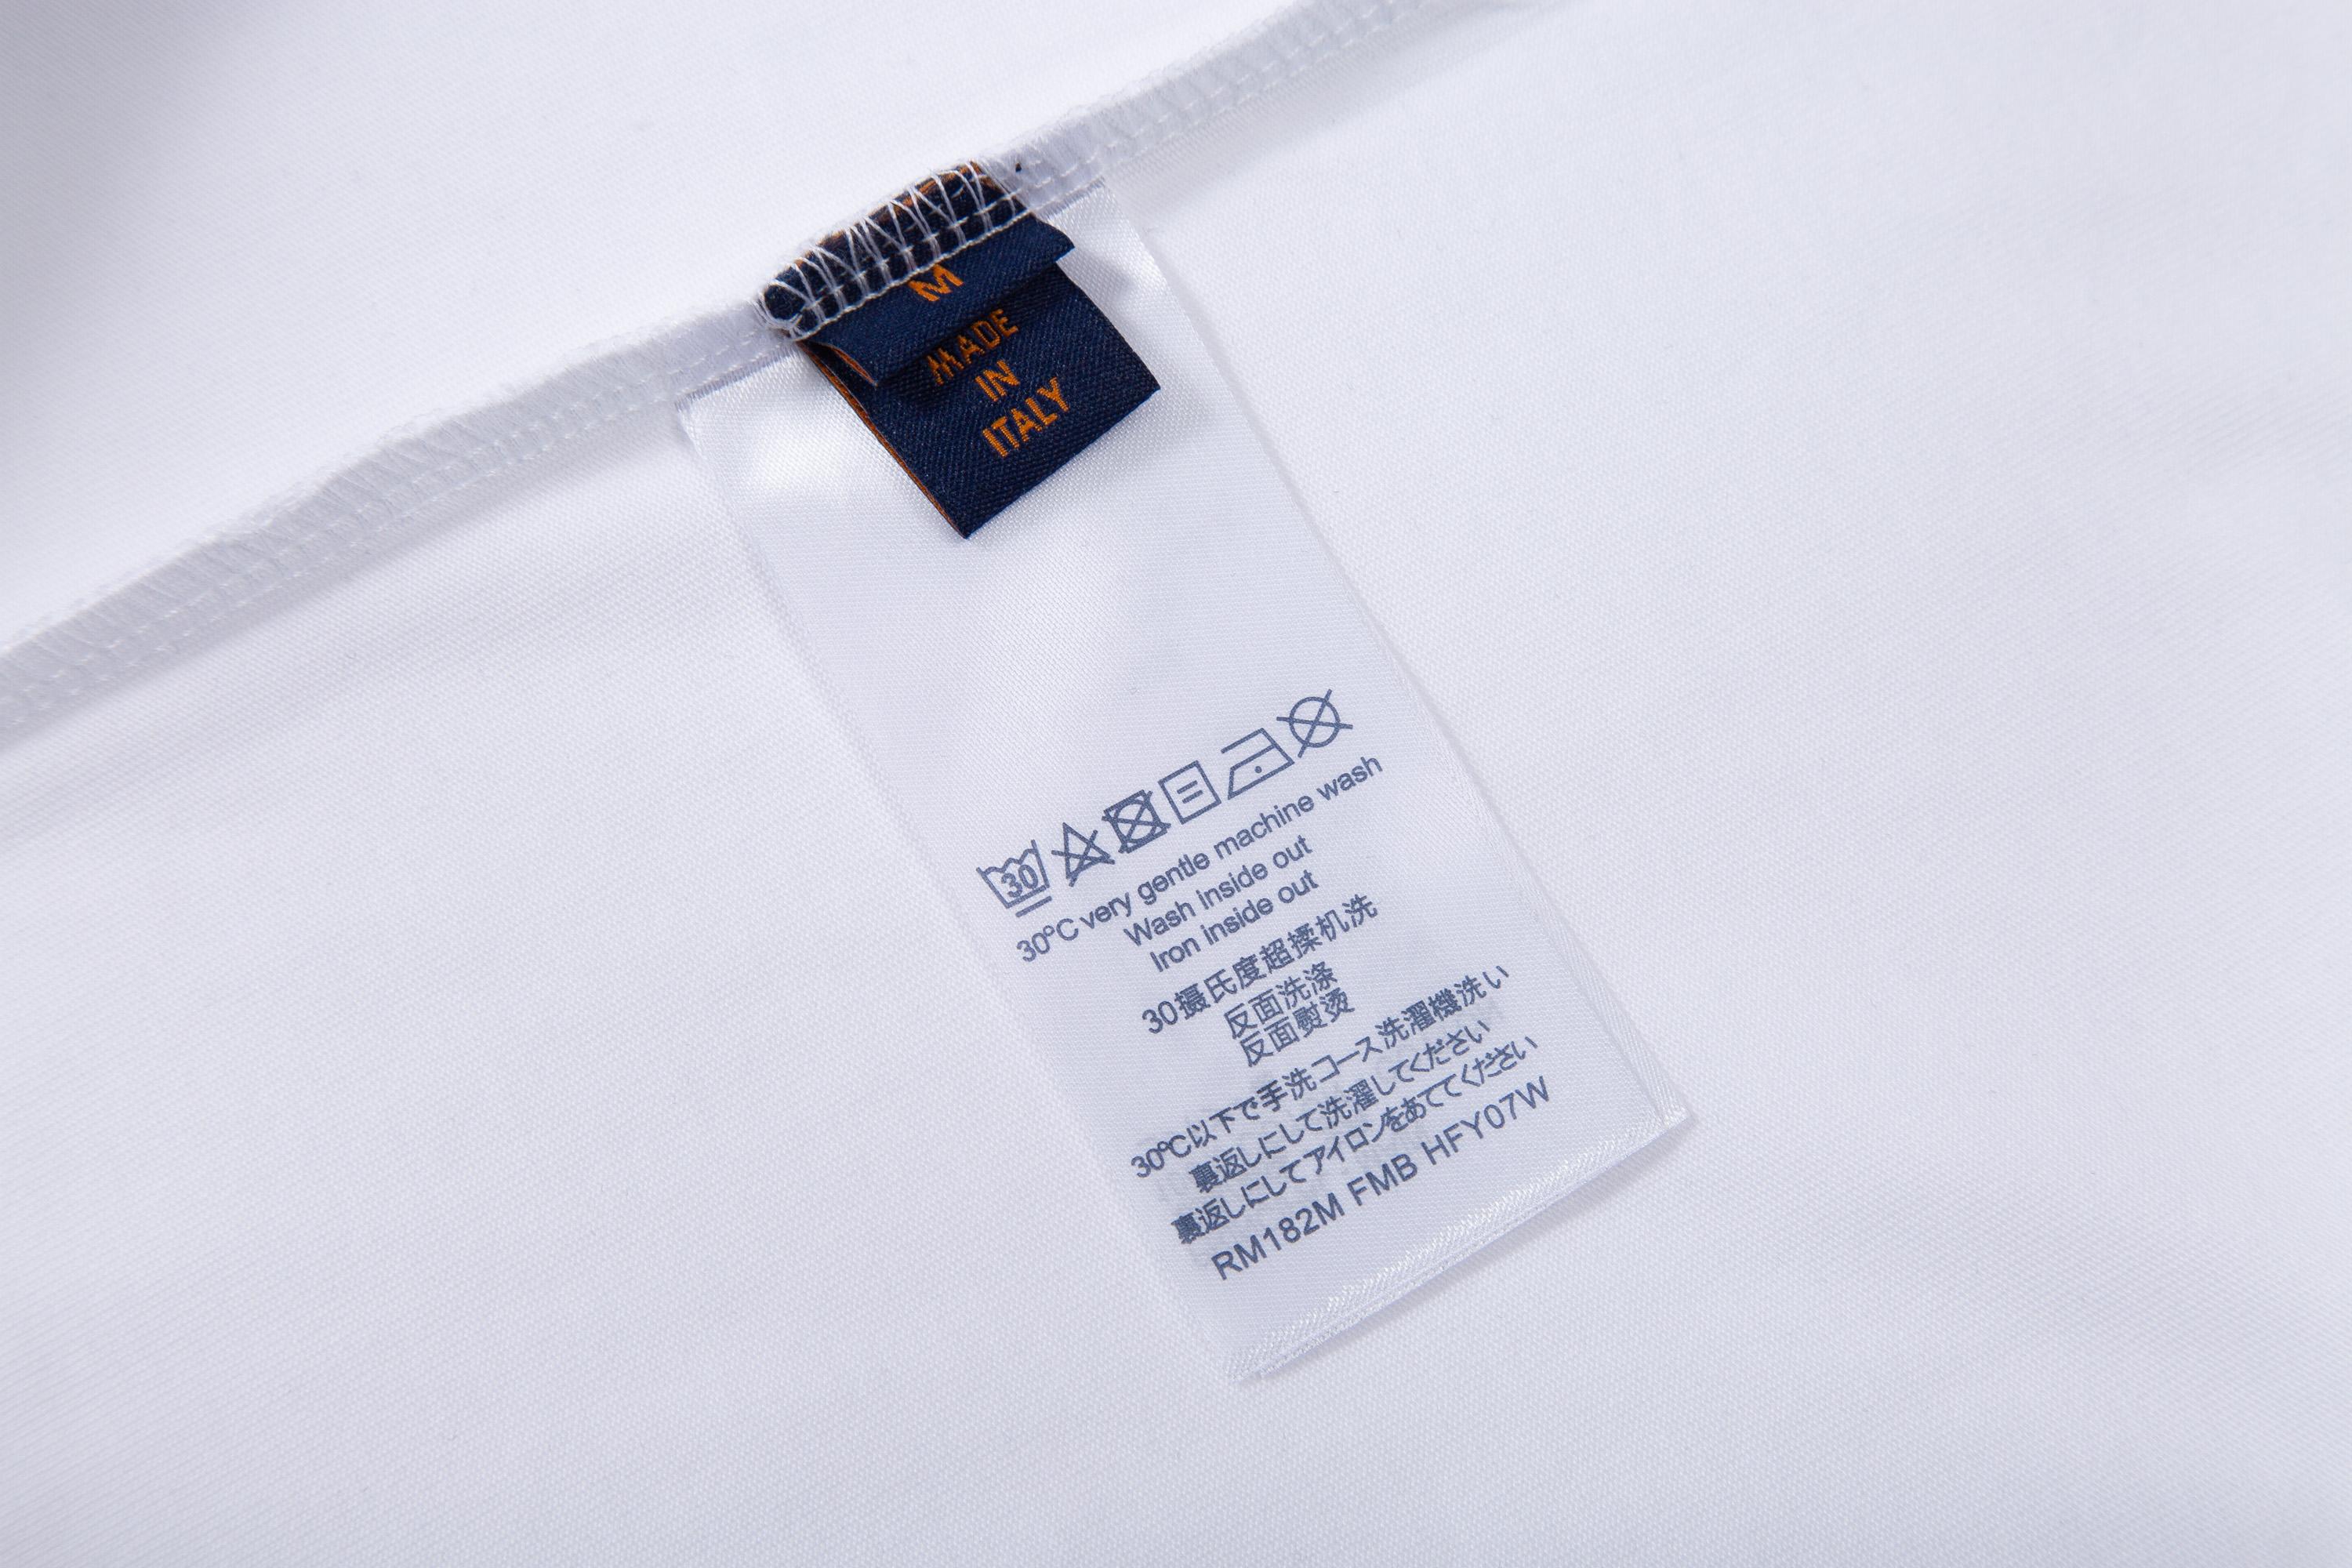 M
MADE
IN
ITALY
30
30°C very gentle machine wash
Wash inside out
Iron inside out
30摄氏度超揉机洗
反面洗涤
反面熨烫
30℃以下で手洗コース洗濯機洗い
裏返しにして洗濯してください
裏返しにしてアイロンをあててください
RM182M FMB HFY07W